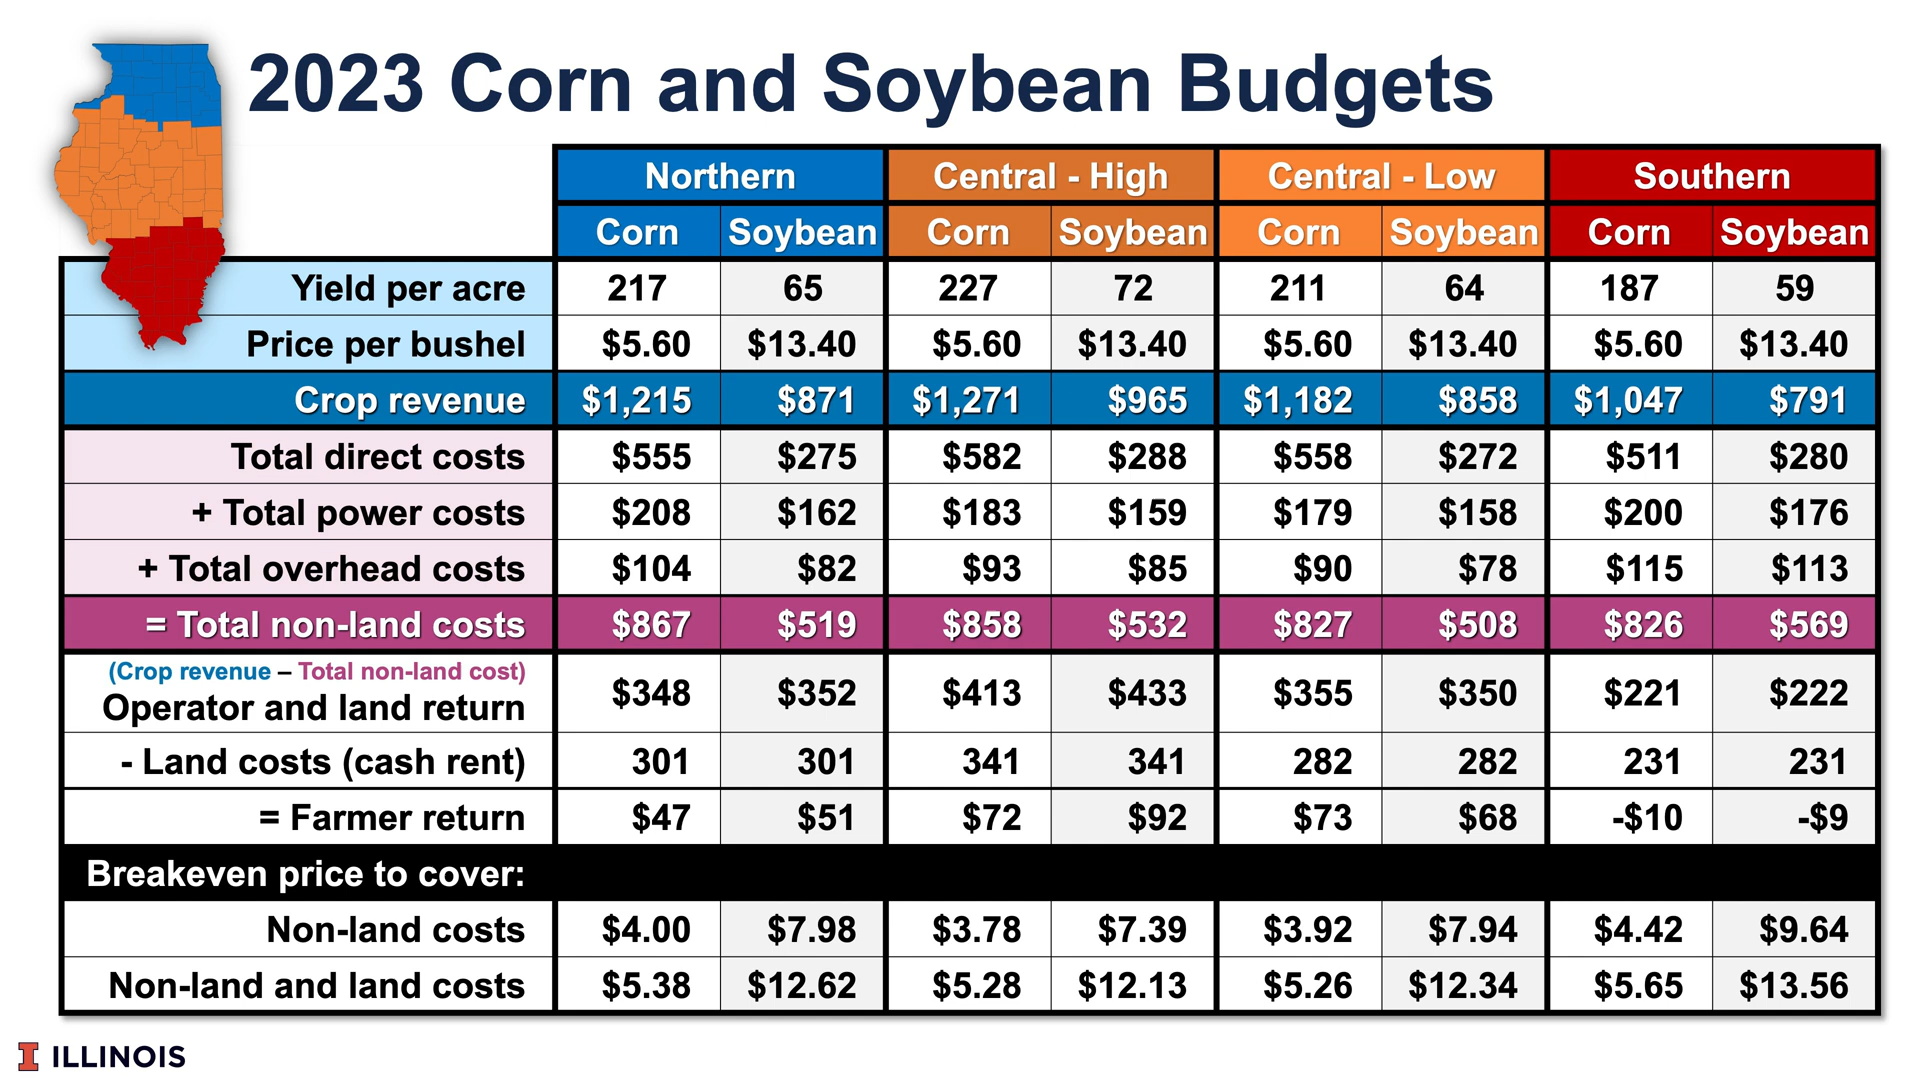 2023 Corn and Soybean Budgets
Northern Central - High Central - Low Southern
Corn Soybean Corn Soybean Corn Soybean Corn Soybean
Yield per acre 217 65 227 72 211 64 187 59
Price per bushel $5.60 $13.40 $5.60 $13.40 $5.60 $13.40 $5.60 $13.40
Crop revenue $1,215 $871 $1,271 $965 $1,182 $858 $1,047 $791
Total direct costs $555 $275 $582 $288 $558 $272 $511 $280
+ Total power costs $208 $162 $183 $159 $179 $158 $200 $176
+ Total overhead costs $104 $82 $93 $85 $90 $78 $115 $113
= Total non-land costs $867 $519 $858 $532 $827 $508 $826 $569
(Crop revenue – Total non-land cost)
Operator and land return $348 $352 $413 $433 $355 $350 $221 $222
- Land costs (cash rent) 301 301 341 341 282 282 231 231
= Farmer return $47 $51 $72 $92 $73 $68 -$10 -$9
Breakeven price to cover:
Non-land costs $4.00 $7.98 $3.78 $7.39 $3.92 $7.94 $4.42 $9.64
Non-land and land costs $5.38 $12.62 $5.28 $12.13 $5.26 $12.34 $5.65 $13.56
I ILLINOIS